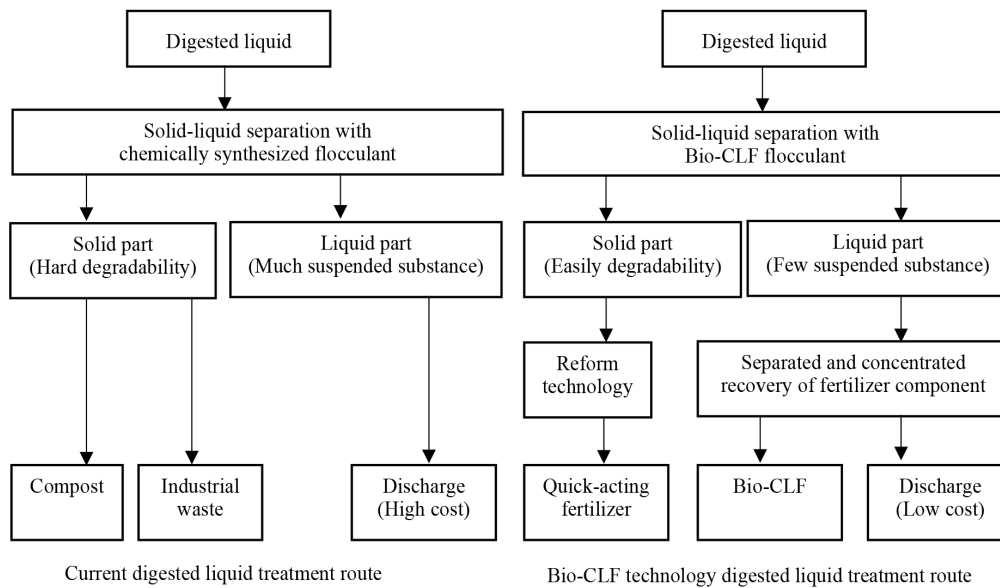 Digested liquid
Solid-liquid separation with
chemically synthesized flocculant
Solid part
(Hard degradability)
Liquid part
(Much suspended substance)
Compost
Industrial
waste
Discharge
(High cost)
Current digested liquid treatment route
Digested liquid
Solid-liquid separation with
Bio-CLF flocculant
Solid part
(Easily degradability)
Liquid part
(Few suspended substance)
Reform
technology
Separated and concentrated
recovery of fertilizer component
Quick-acting
fertilizer
Bio-CLF
Discharge
(Low cost)
Bio-CLF technology digested liquid treatment route